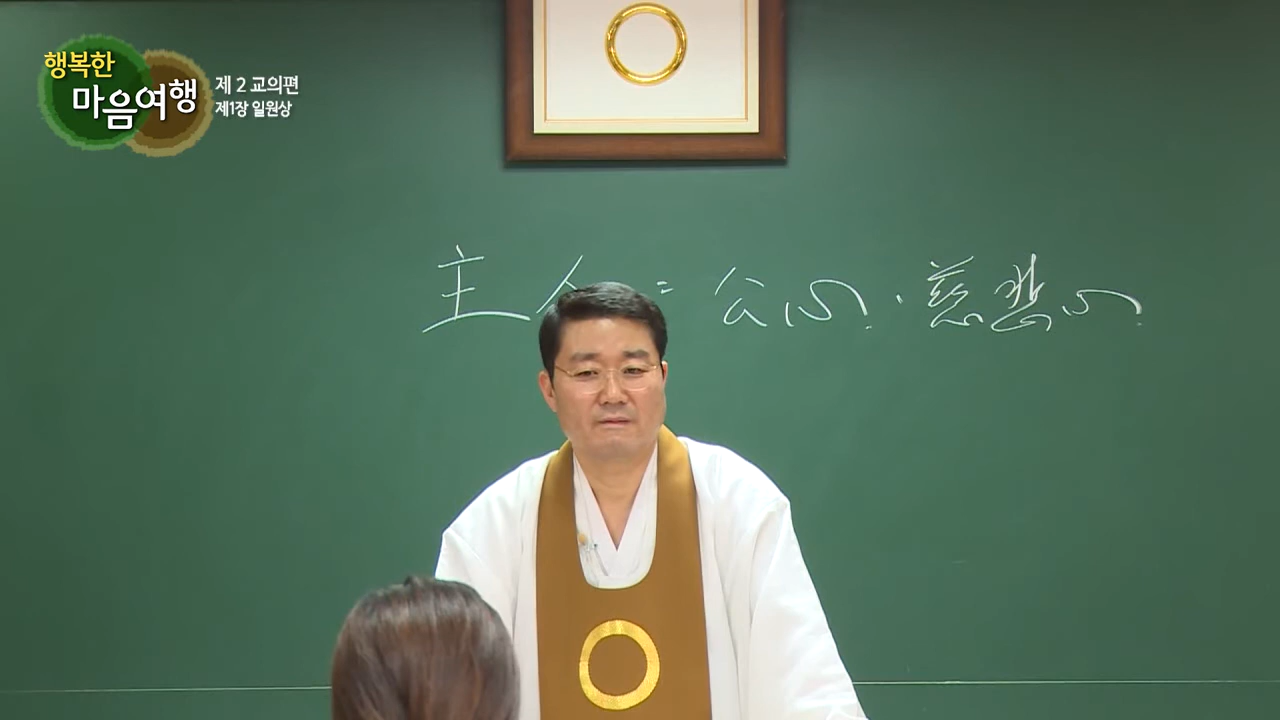 행복한
마음여행
제 2 교의편
제1장 일원상
主人 = 公心 · 慈悲心